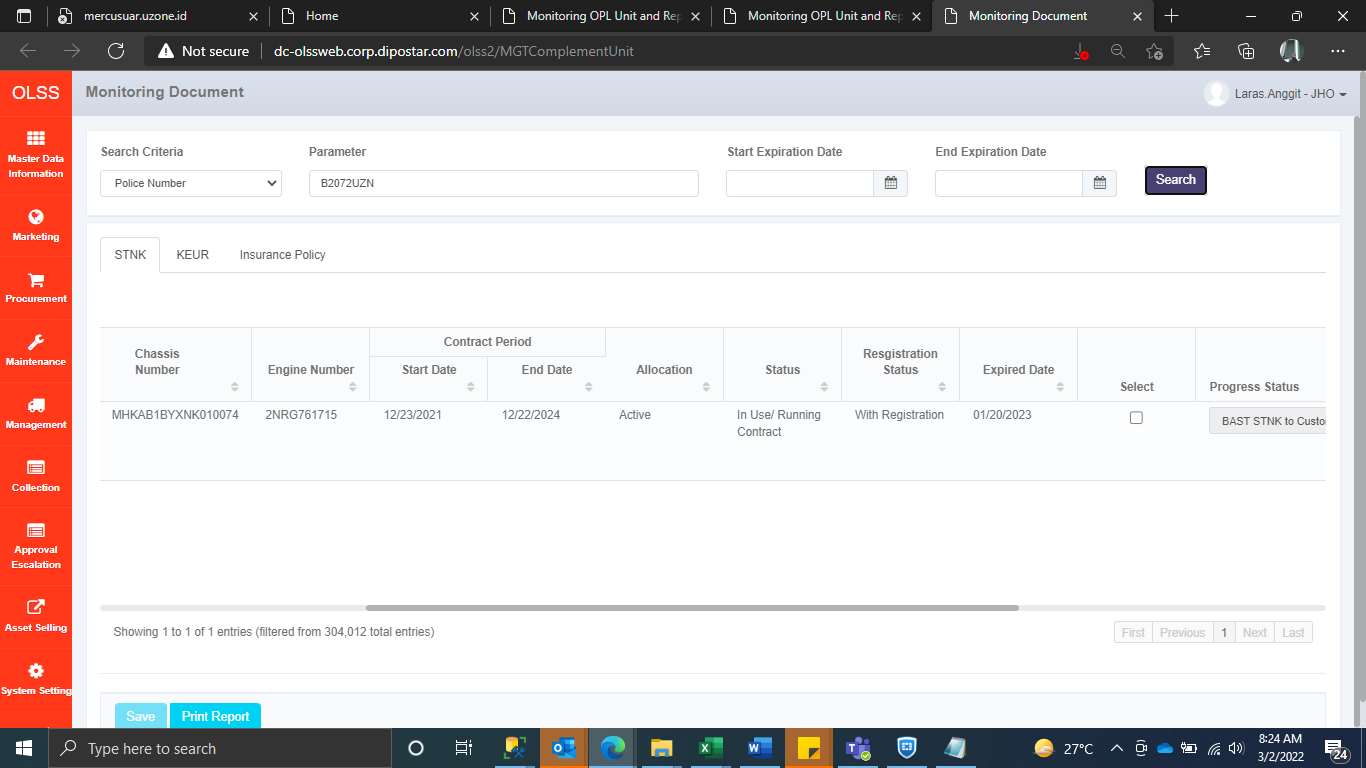 mercusuar.uzone.id
Home
Monitoring OPL Unit and Rep
Monitoring OPL Unit and Rep
Monitoring Document
Not secure
dc-olssweb.corp.dipostar.com/olss2/MGTComplementUnit
OLSS
Monitoring Document
Laras.Anggit - JHO
Master Data
Information
Marketing
Procurement
Maintenance
Management
Collection
Approval
Escalation
Asset Selling
System Setting
Search Criteria
Parameter
Start Expiration Date
End Expiration Date
Police Number
B2072UZN
Search
STNK
KEUR
Insurance Policy
Contract Period
Chassis
Number
Engine Number
Start Date
End Date
Allocation
Status
Resgistration
Status
Expired Date
Select
Progress Status
MHKAB1BYXNK010074
2NRG761715
12/23/2021
12/22/2024
Active
In Use/ Running
Contract
With Registration
01/20/2023
BAST STNK to Custo
Showing 1 to 1 of 1 entries (filtered from 304,012 total entries)
First
Previous
1
Next
Last
Save
Print Report
Type here to search
27°C
8:24 AM
3/2/2022
24